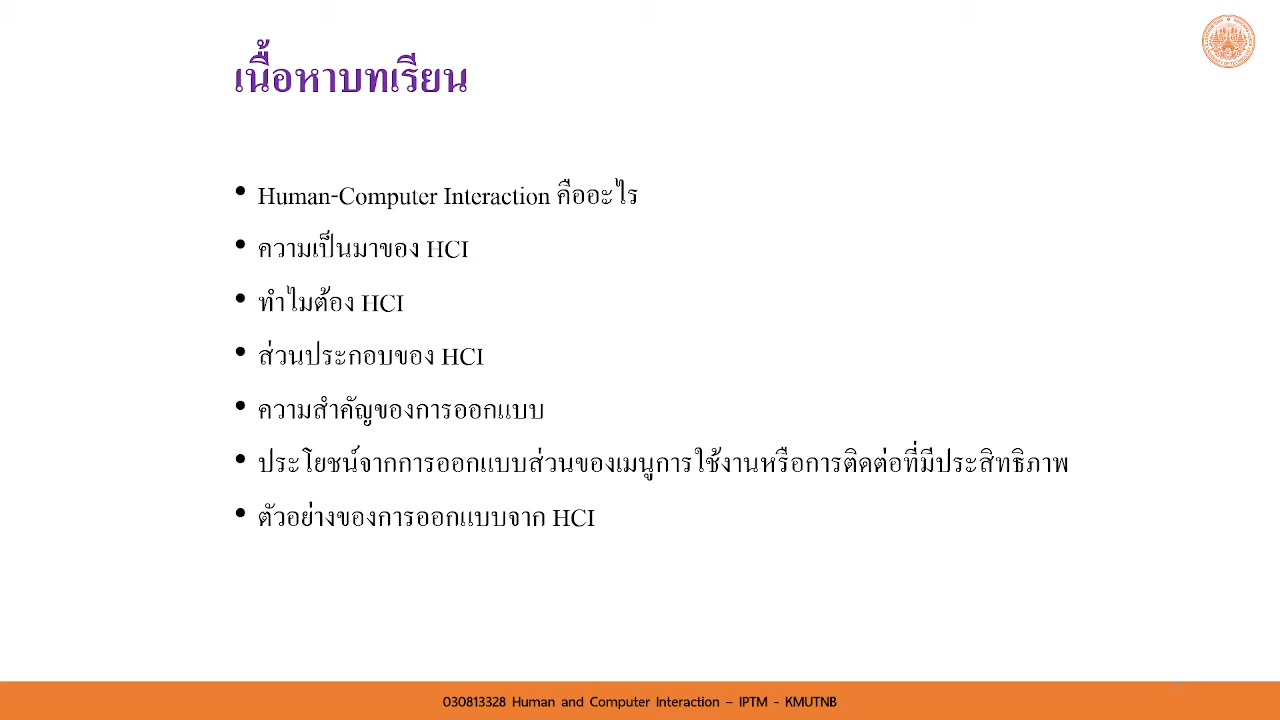 เนื้อหาบทเรียน
• Human-Computer Interaction คืออะไร
• ความเป็นมาของ HCI
• ทำไมต้อง HCI
• ส่วนประกอบของ HCI
• ความสำคัญของการออกแบบ
• ประโยชน์จากการออกแบบส่วนของเมนูการใช้งานหรือการติดต่อที่มีประสิทธิภาพ
• ตัวอย่างของการออกแบบจาก HCI
030813328 Human and Computer Interaction – IPTM - KMUTNB